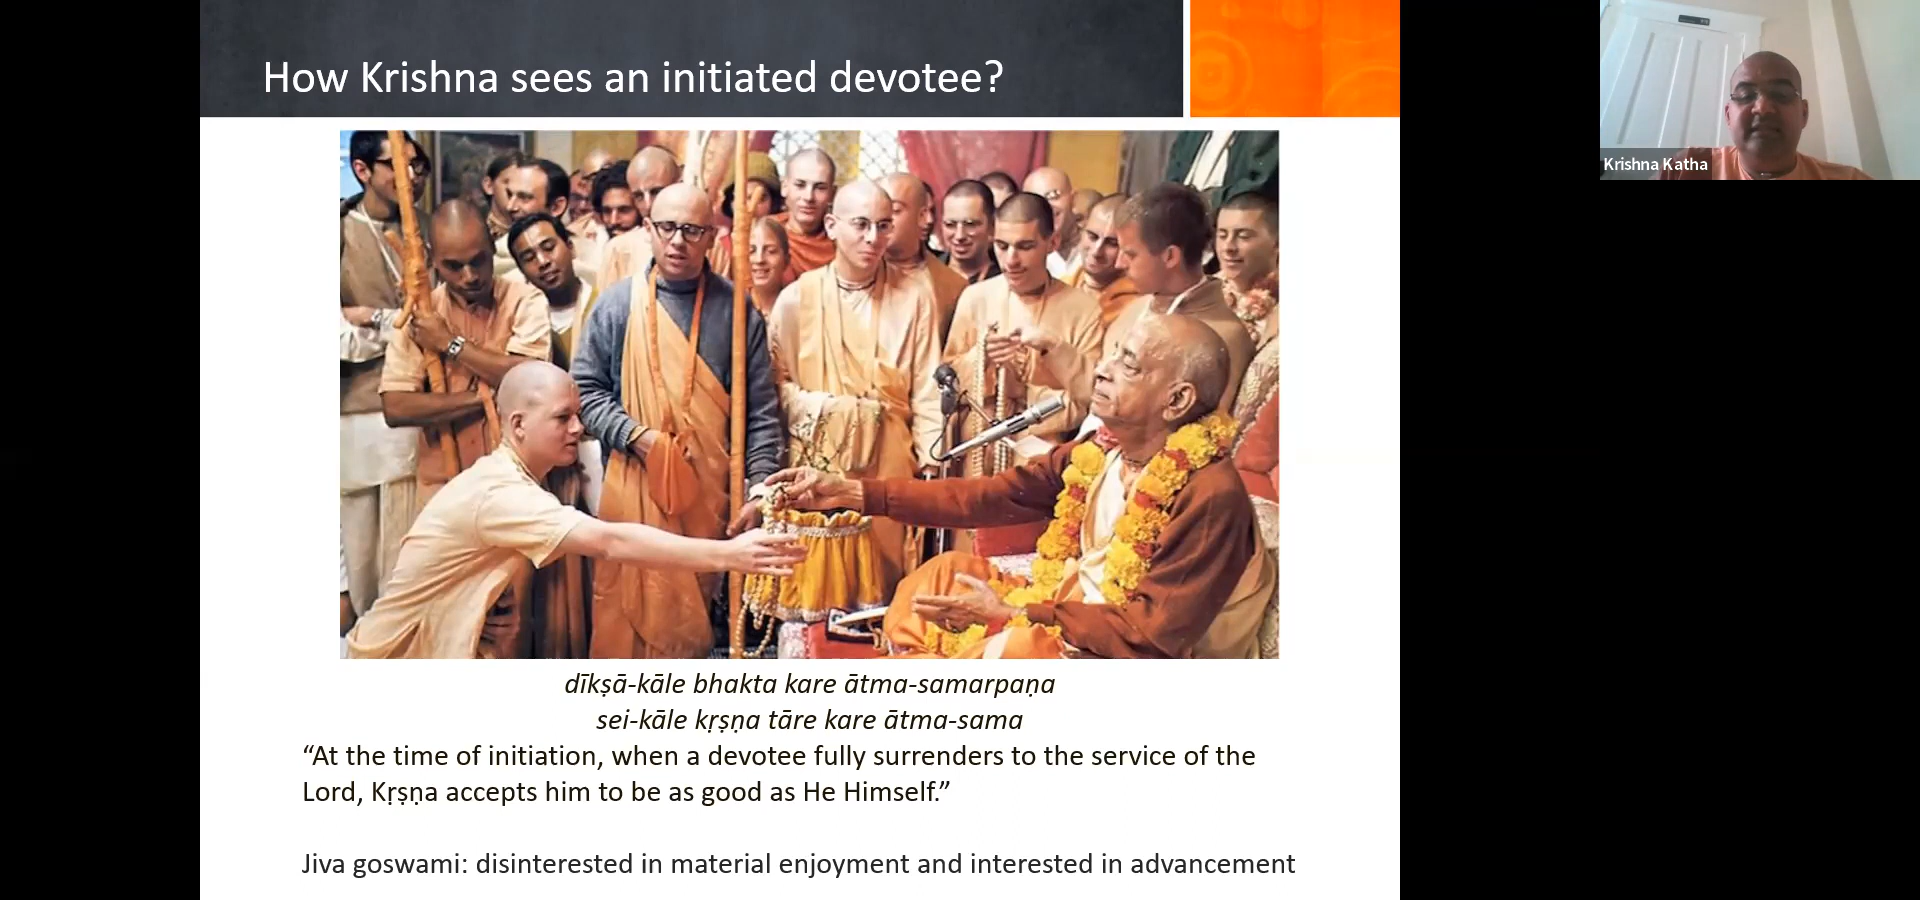 How Krishna sees an initiated devotee?
Krishna Katha
dīkṣā-kāle bhakta kare ātma-samarpaṇa
sei-kāle kṛṣṇa tāre kare ātma-sama
“At the time of initiation, when a devotee fully surrenders to the service of the
Lord, Kṛṣṇa accepts him to be as good as He Himself.”
Jiva goswami: disinterested in material enjoyment and interested in advancement